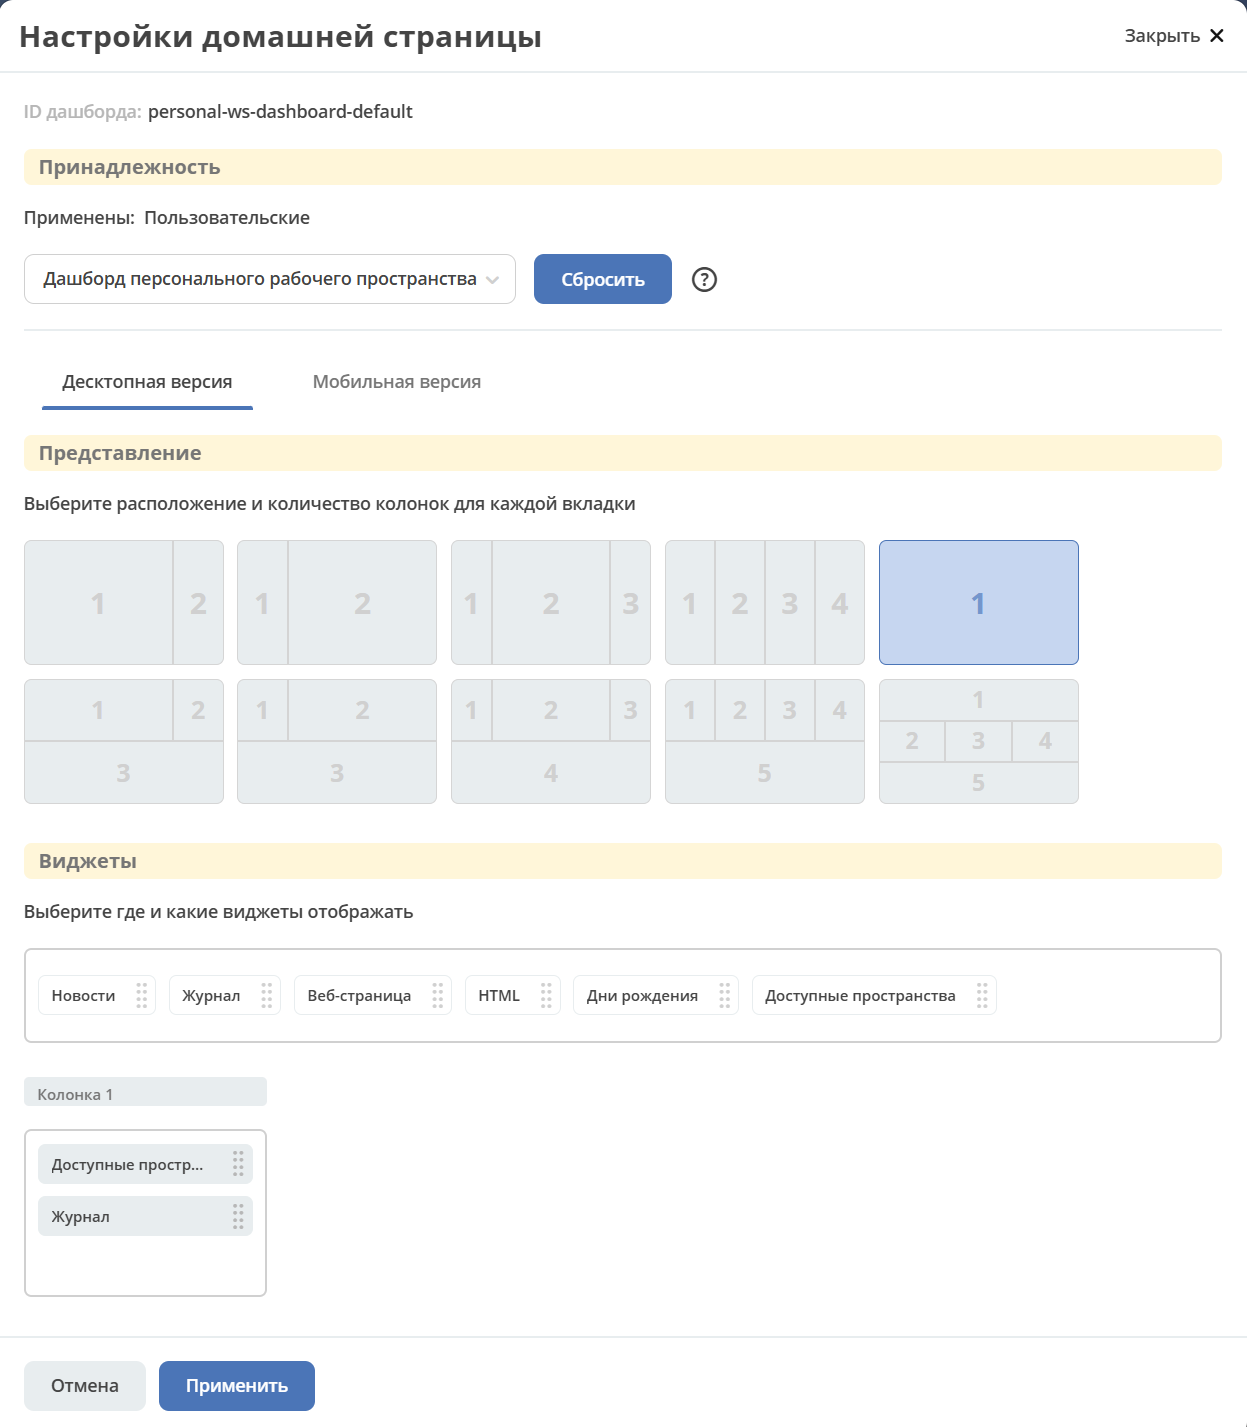 Настройки домашней страницы
Закрыть
ID дашборда: personal-ws-dashboard-default
Принадлежность
Применены: Пользовательские
Дашборд персонального рабочего пространства
Сбросить
?
Десктопная версия
Мобильная версия
Представление
Выберите расположение и количество колонок для каждой вкладки
1 2
1 2
1 2 3
1 2 3 4
1
1 2
3
1 2
3
1 2 3
4
1 2 3 4
5
1
2 3 4
5
Виджеты
Выберите где и какие виджеты отображать
Новости
Журнал
Веб-страница
HTML
Дни рождения
Доступные пространства
Колонка 1
Доступные простр...
Журнал
Отмена
Применить